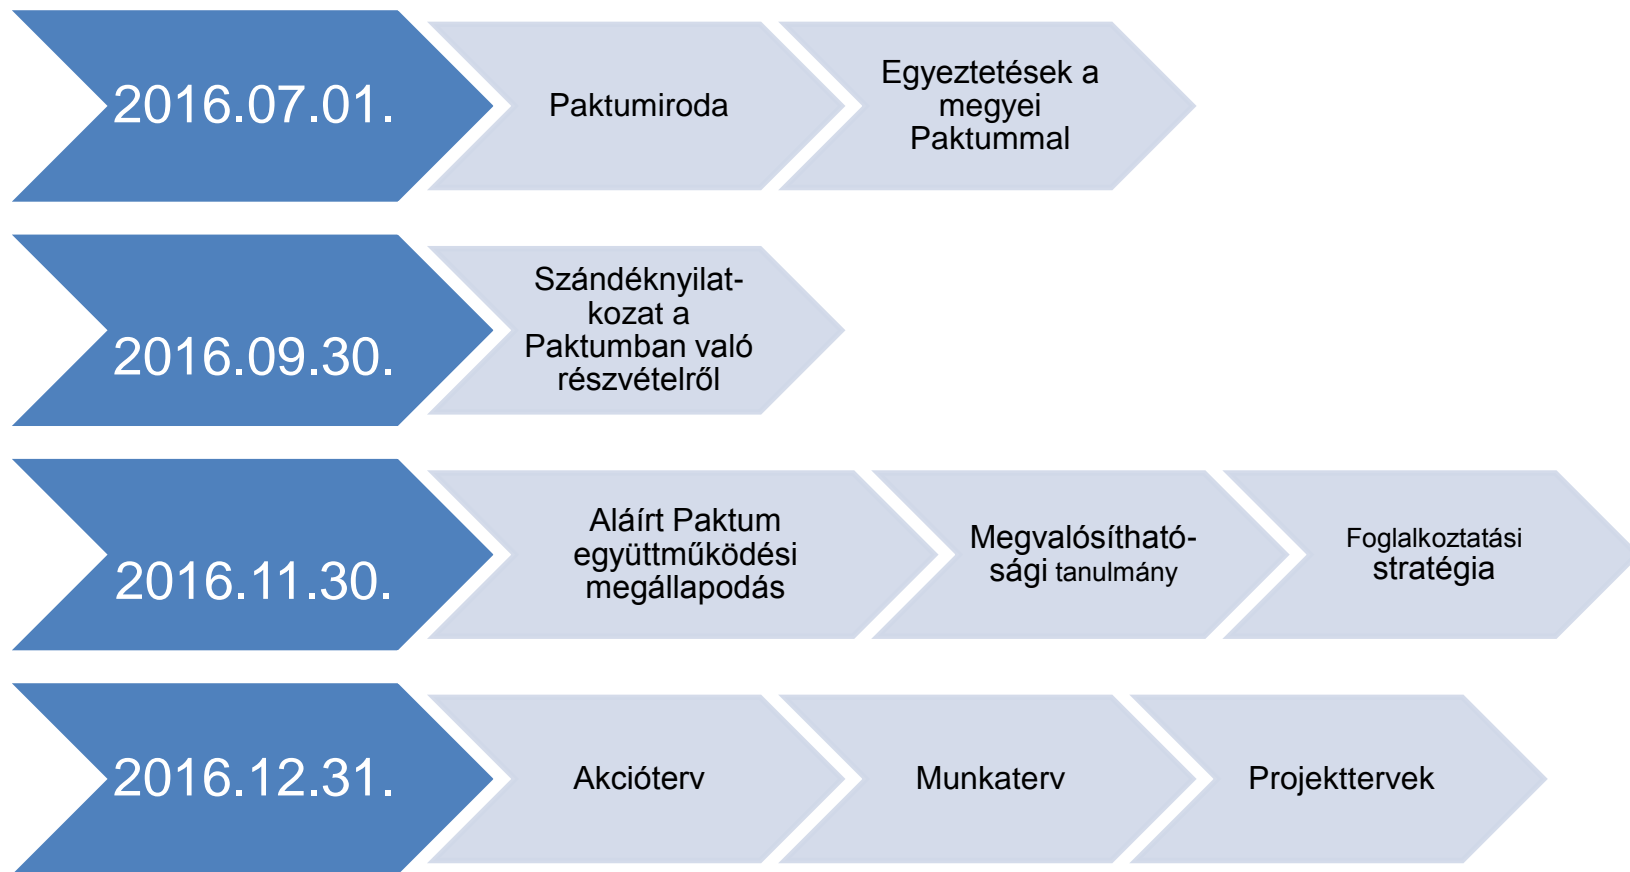 2016.07.01.
Paktumiroda
Egyeztetések a
megyei
Paktummal
2016.09.30.
Szándéknyilat-
kozat a
Paktumban való
részvételről
2016.11.30.
Aláírt Paktum
együttműködési
megállapodás
Megvalósítható-
sági tanulmány
Foglalkoztatási
stratégia
2016.12.31.
Akcióterv
Munkaterv
Projekttervek